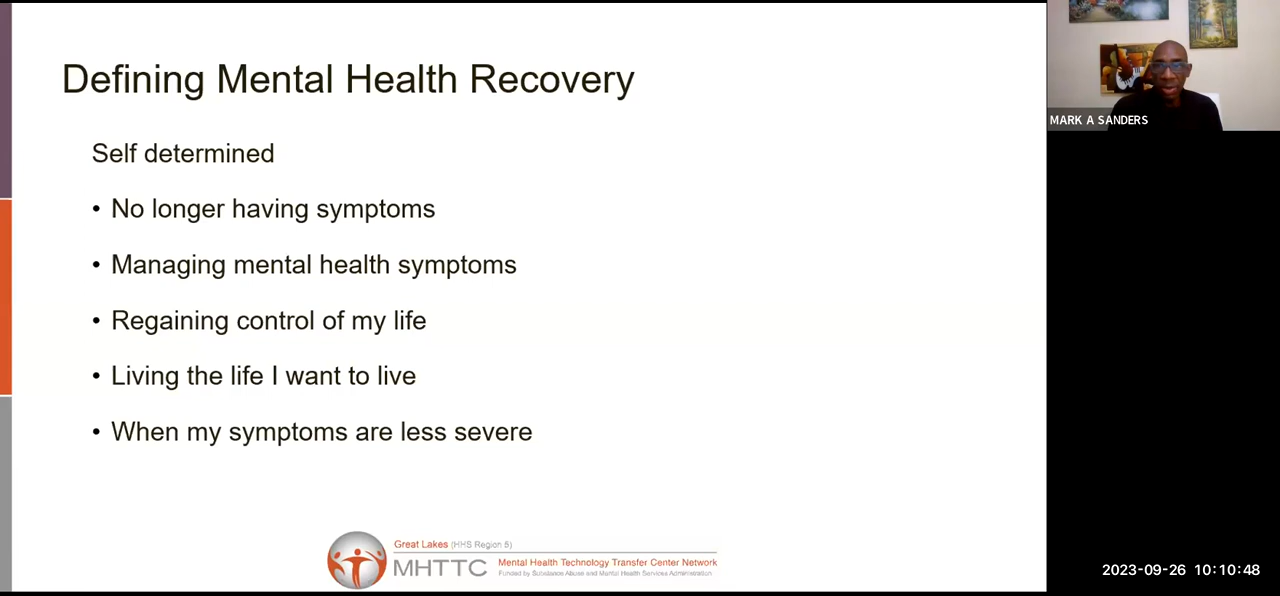 Defining Mental Health Recovery
Self determined
• No longer having symptoms
• Managing mental health symptoms
• Regaining control of my life
• Living the life I want to live
• When my symptoms are less severe
Great Lakes (HHS Region 5)
MHTTC
Mental Health Technology Transfer Center Network
Funded by Substance Abuse and Mental Health Services Administration
MARK A SANDERS
2023-09-26 10:10:48